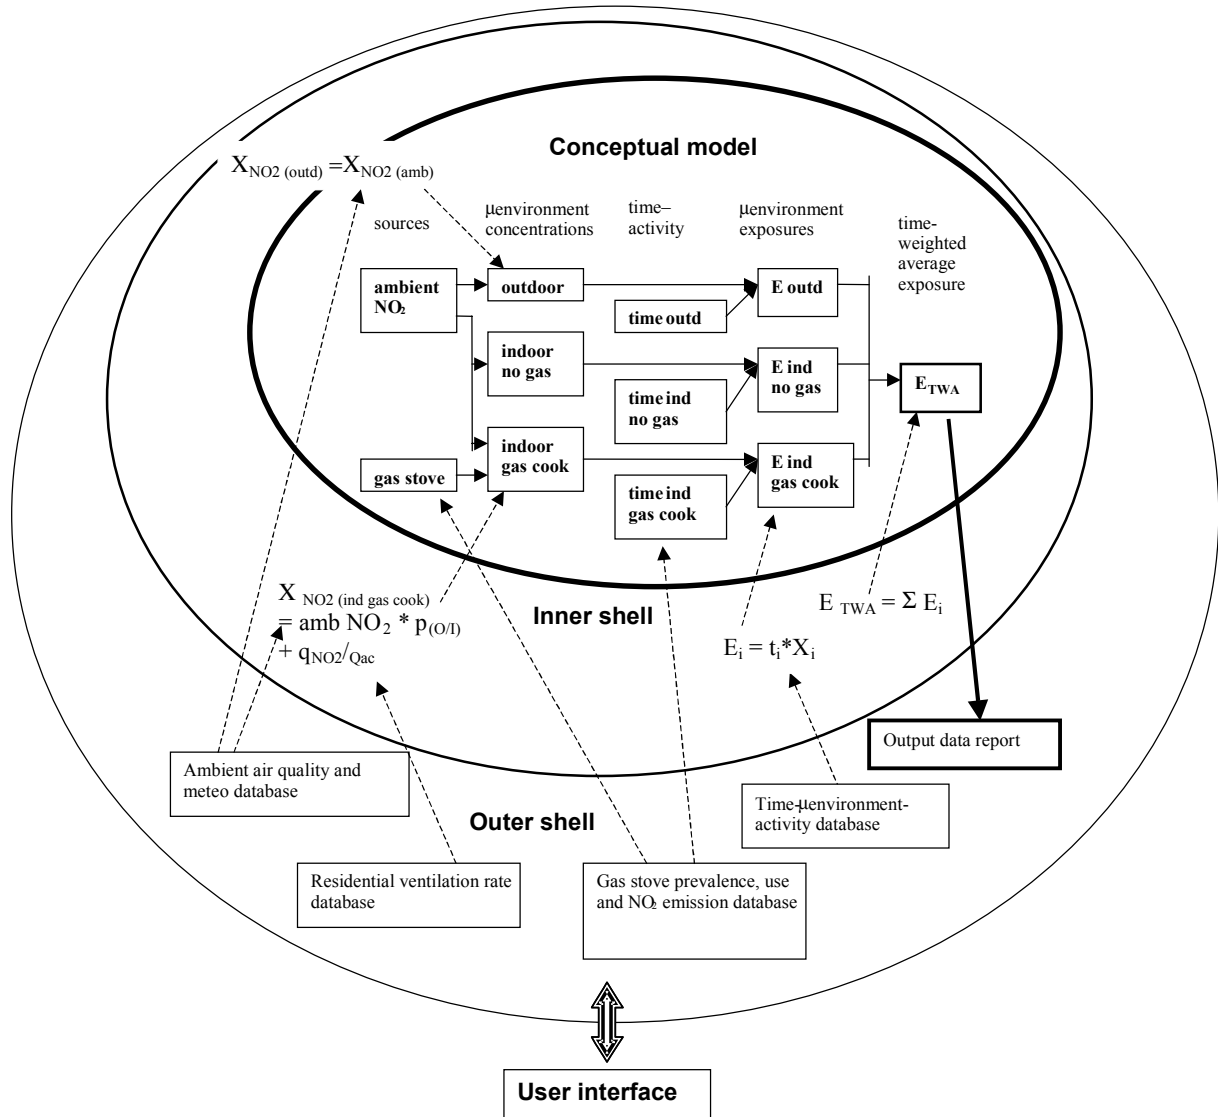 Conceptual model
X NO2 (outd) =X NO2 (amb)
sources
µenvironment
concentrations
time–
activity
µenvironment
exposures
time-
weighted
average
exposure
ambient
NO₂
outdoor
time outd
E outd
indoor
no gas
time ind
no gas
E ind
no gas
E TWA
indoor
gas cook
gas stove
time ind
gas cook
E ind
gas cook
X NO2 (ind gas cook)
= amb NO₂ * p(O/I)
+ qNO2/Qac
Inner shell
Eᵢ = tᵢ*Xᵢ
E TWA = Σ Eᵢ
Output data report
Ambient air quality and
meteo database
Outer shell
Time-µenvironment-
activity database
Residential ventilation rate
database
Gas stove prevalence, use
and NO₂ emission database
User interface